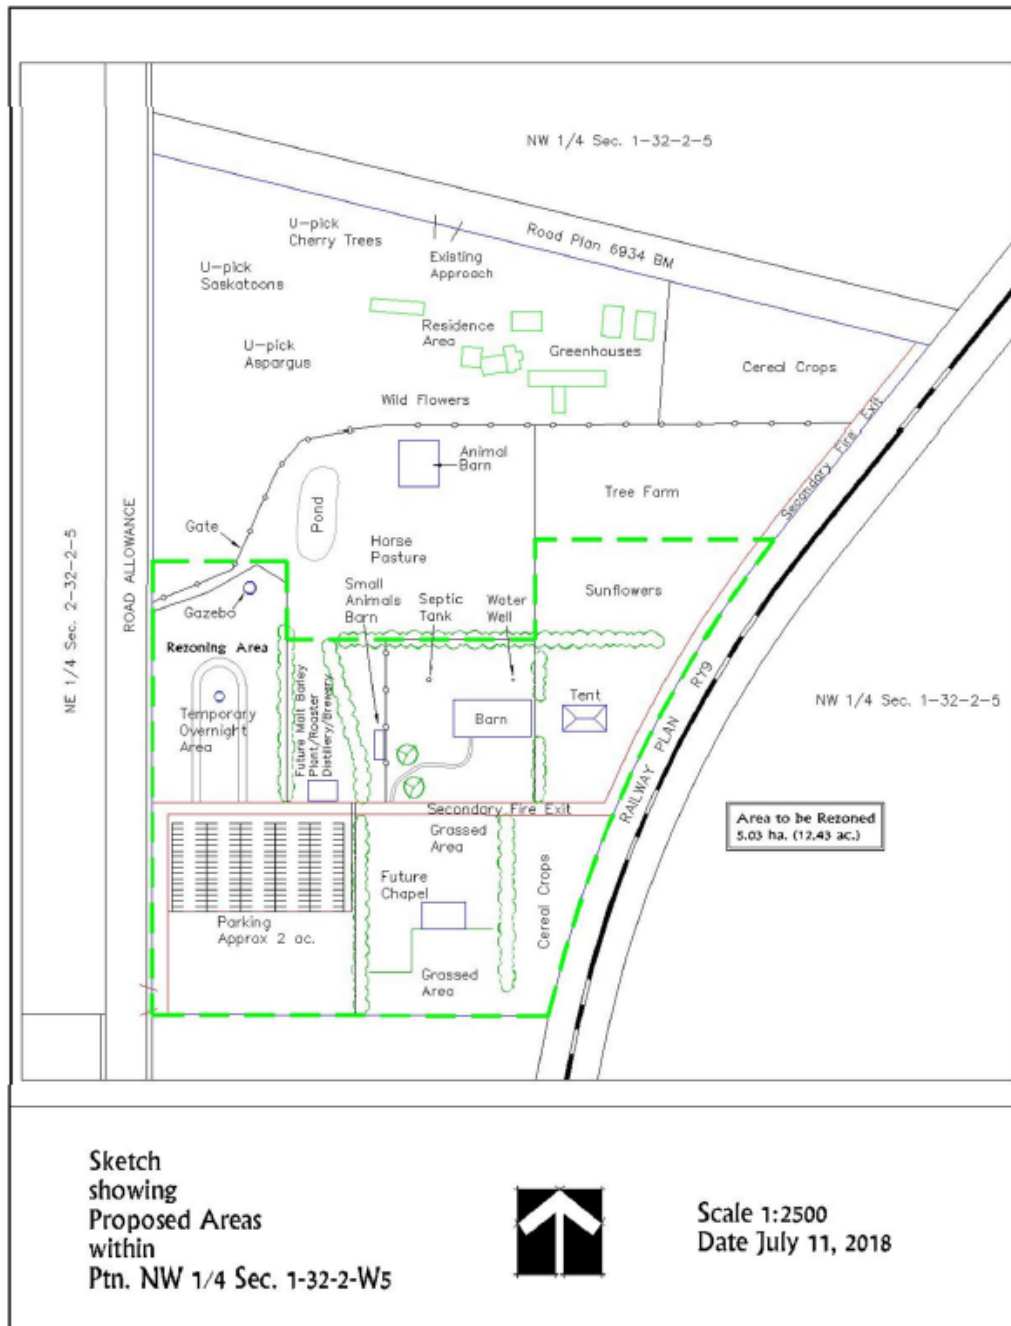 NW 1/4 Sec. 1-32-2-5
Road Plan 6934 BM
U-pick
Cherry Trees
Existing
Approach
U-pick
Saskatoons
Residence
Area
U-pick
Aspargus
Greenhouses
Cereal Crops
Wild Flowers
Secondary Fire Exit
Animal
Barn
Tree Farm
Pond
Gate
Horse
Pasture
ROAD ALLOWANCE
NE 1/4 Sec. 2-32-2-5
Small
Animals
Barn
Septic
Tank
Water
Well
Sunflowers
Gazebo
Rezoning Area
Temporary
Overnight
Area
Future Malt Barley
Plant/Roaster
Distillery/Brewery
Barn
Tent
RAILWAY PLAN RY9
NW 1/4 Sec. 1-32-2-5
Secondary Fire Exit
Grassed
Area
Area to be Rezoned
5.03 ha. (12.43 ac.)
Future
Chapel
Cereal Crops
Parking
Approx 2 ac.
Grassed
Area
Sketch
showing
Proposed Areas
within
Ptn. NW 1/4 Sec. 1-32-2-W5
Scale 1:2500
Date July 11, 2018